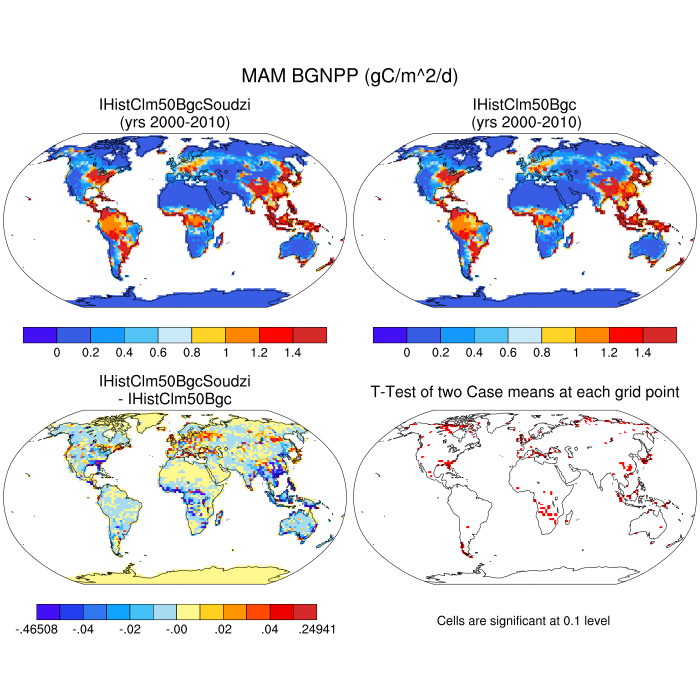 MAM BGNPP (gC/m^2/d)
IHistClm50BgcSoudzi
(yrs 2000-2010)
IHistClm50Bgc
(yrs 2000-2010)
0 0.2 0.4 0.6 0.8 1 1.2 1.4
0 0.2 0.4 0.6 0.8 1 1.2 1.4
IHistClm50BgcSoudzi
- IHistClm50Bgc
T-Test of two Case means at each grid point
-.46508 -.04 -.02 -.00 .02 .04 .24941
Cells are significant at 0.1 level